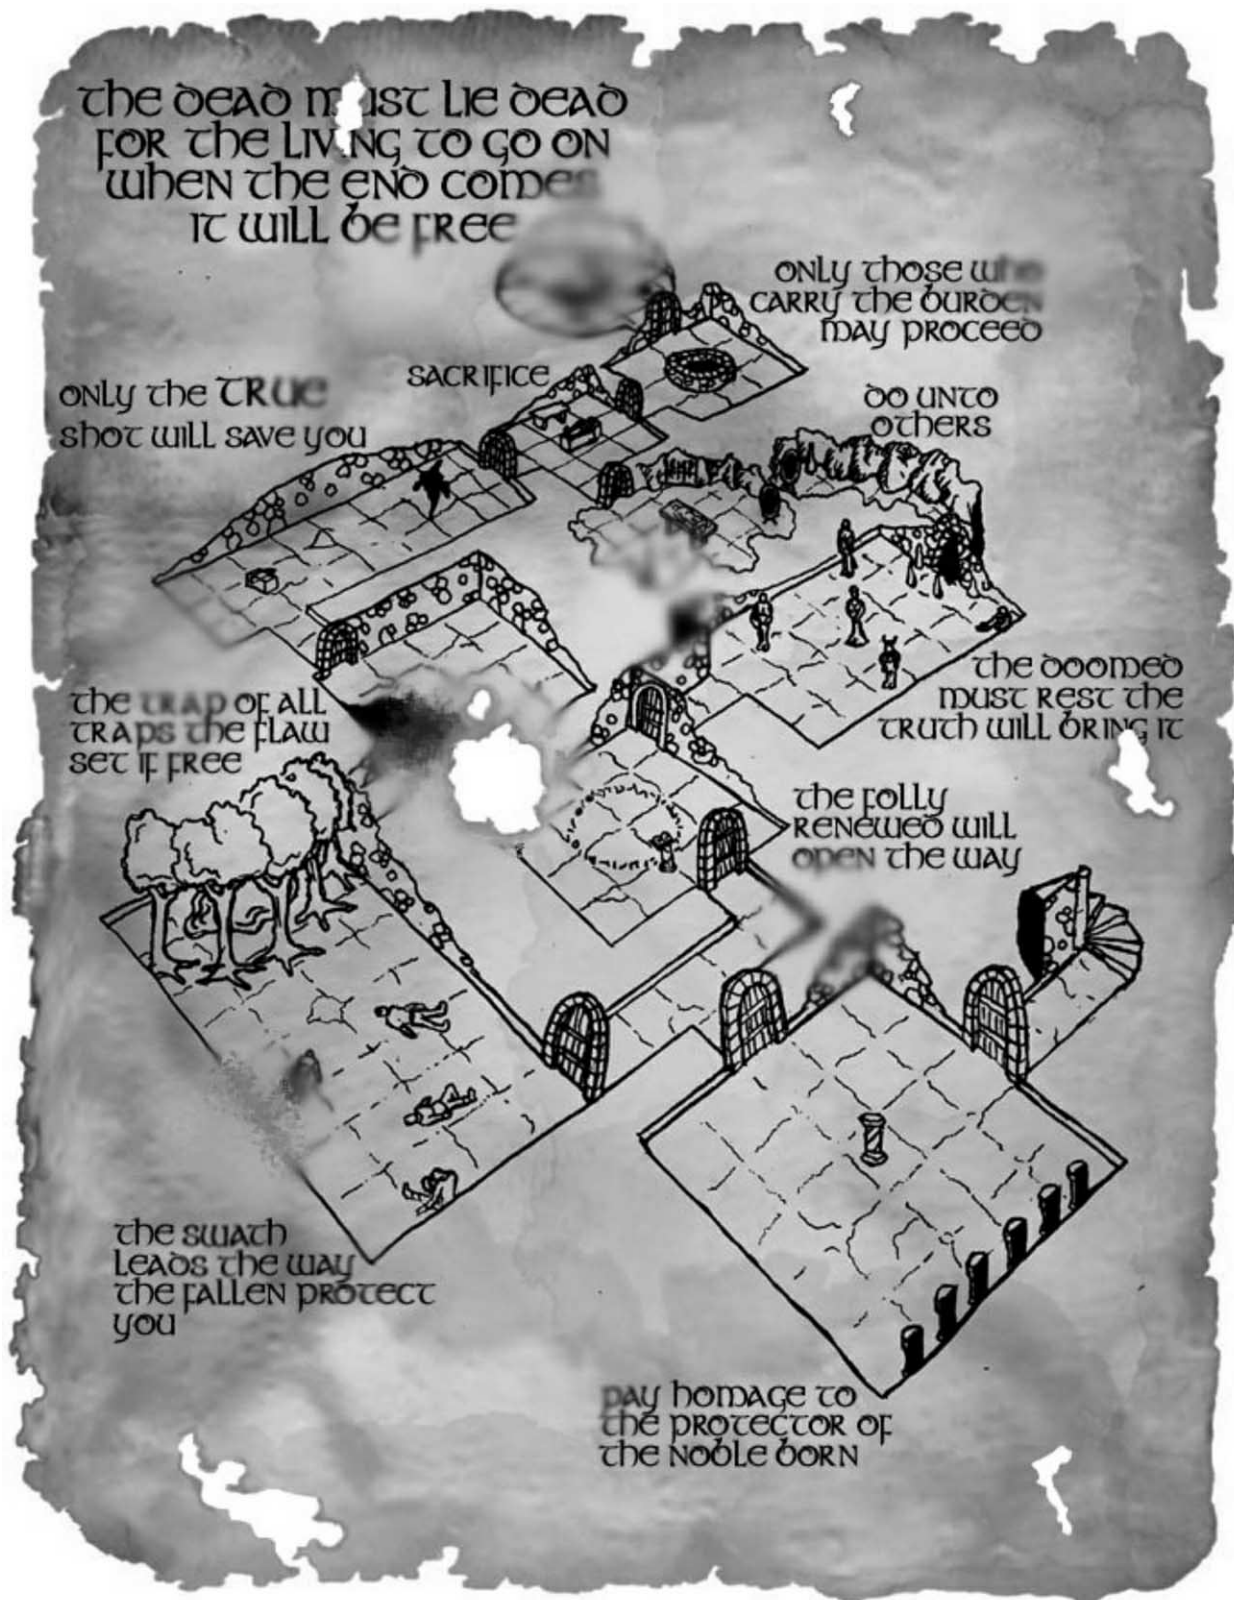 THE DEAD MUST LIE DEAD
FOR THE LIVING TO GO ON
WHEN THE END COMES
IT WILL BE FREE
ONLY THOSE WHO
CARRY THE BURDEN
MAY PROCEED
SACRIFICE
ONLY THE TRUE
SHOT WILL SAVE YOU
DO UNTO
OTHERS
THE DOOMED
MUST REST THE
TRUTH WILL BRING IT
THE TRAP OF ALL
TRAPS THE FLAW
SET IF FREE
THE FOLLY
RENEWED WILL
OPEN THE WAY
THE SWATH
LEADS THE WAY
THE FALLEN PROTECT
YOU
PAY HOMAGE TO
THE PROTECTOR OF
THE NOBLE BORN